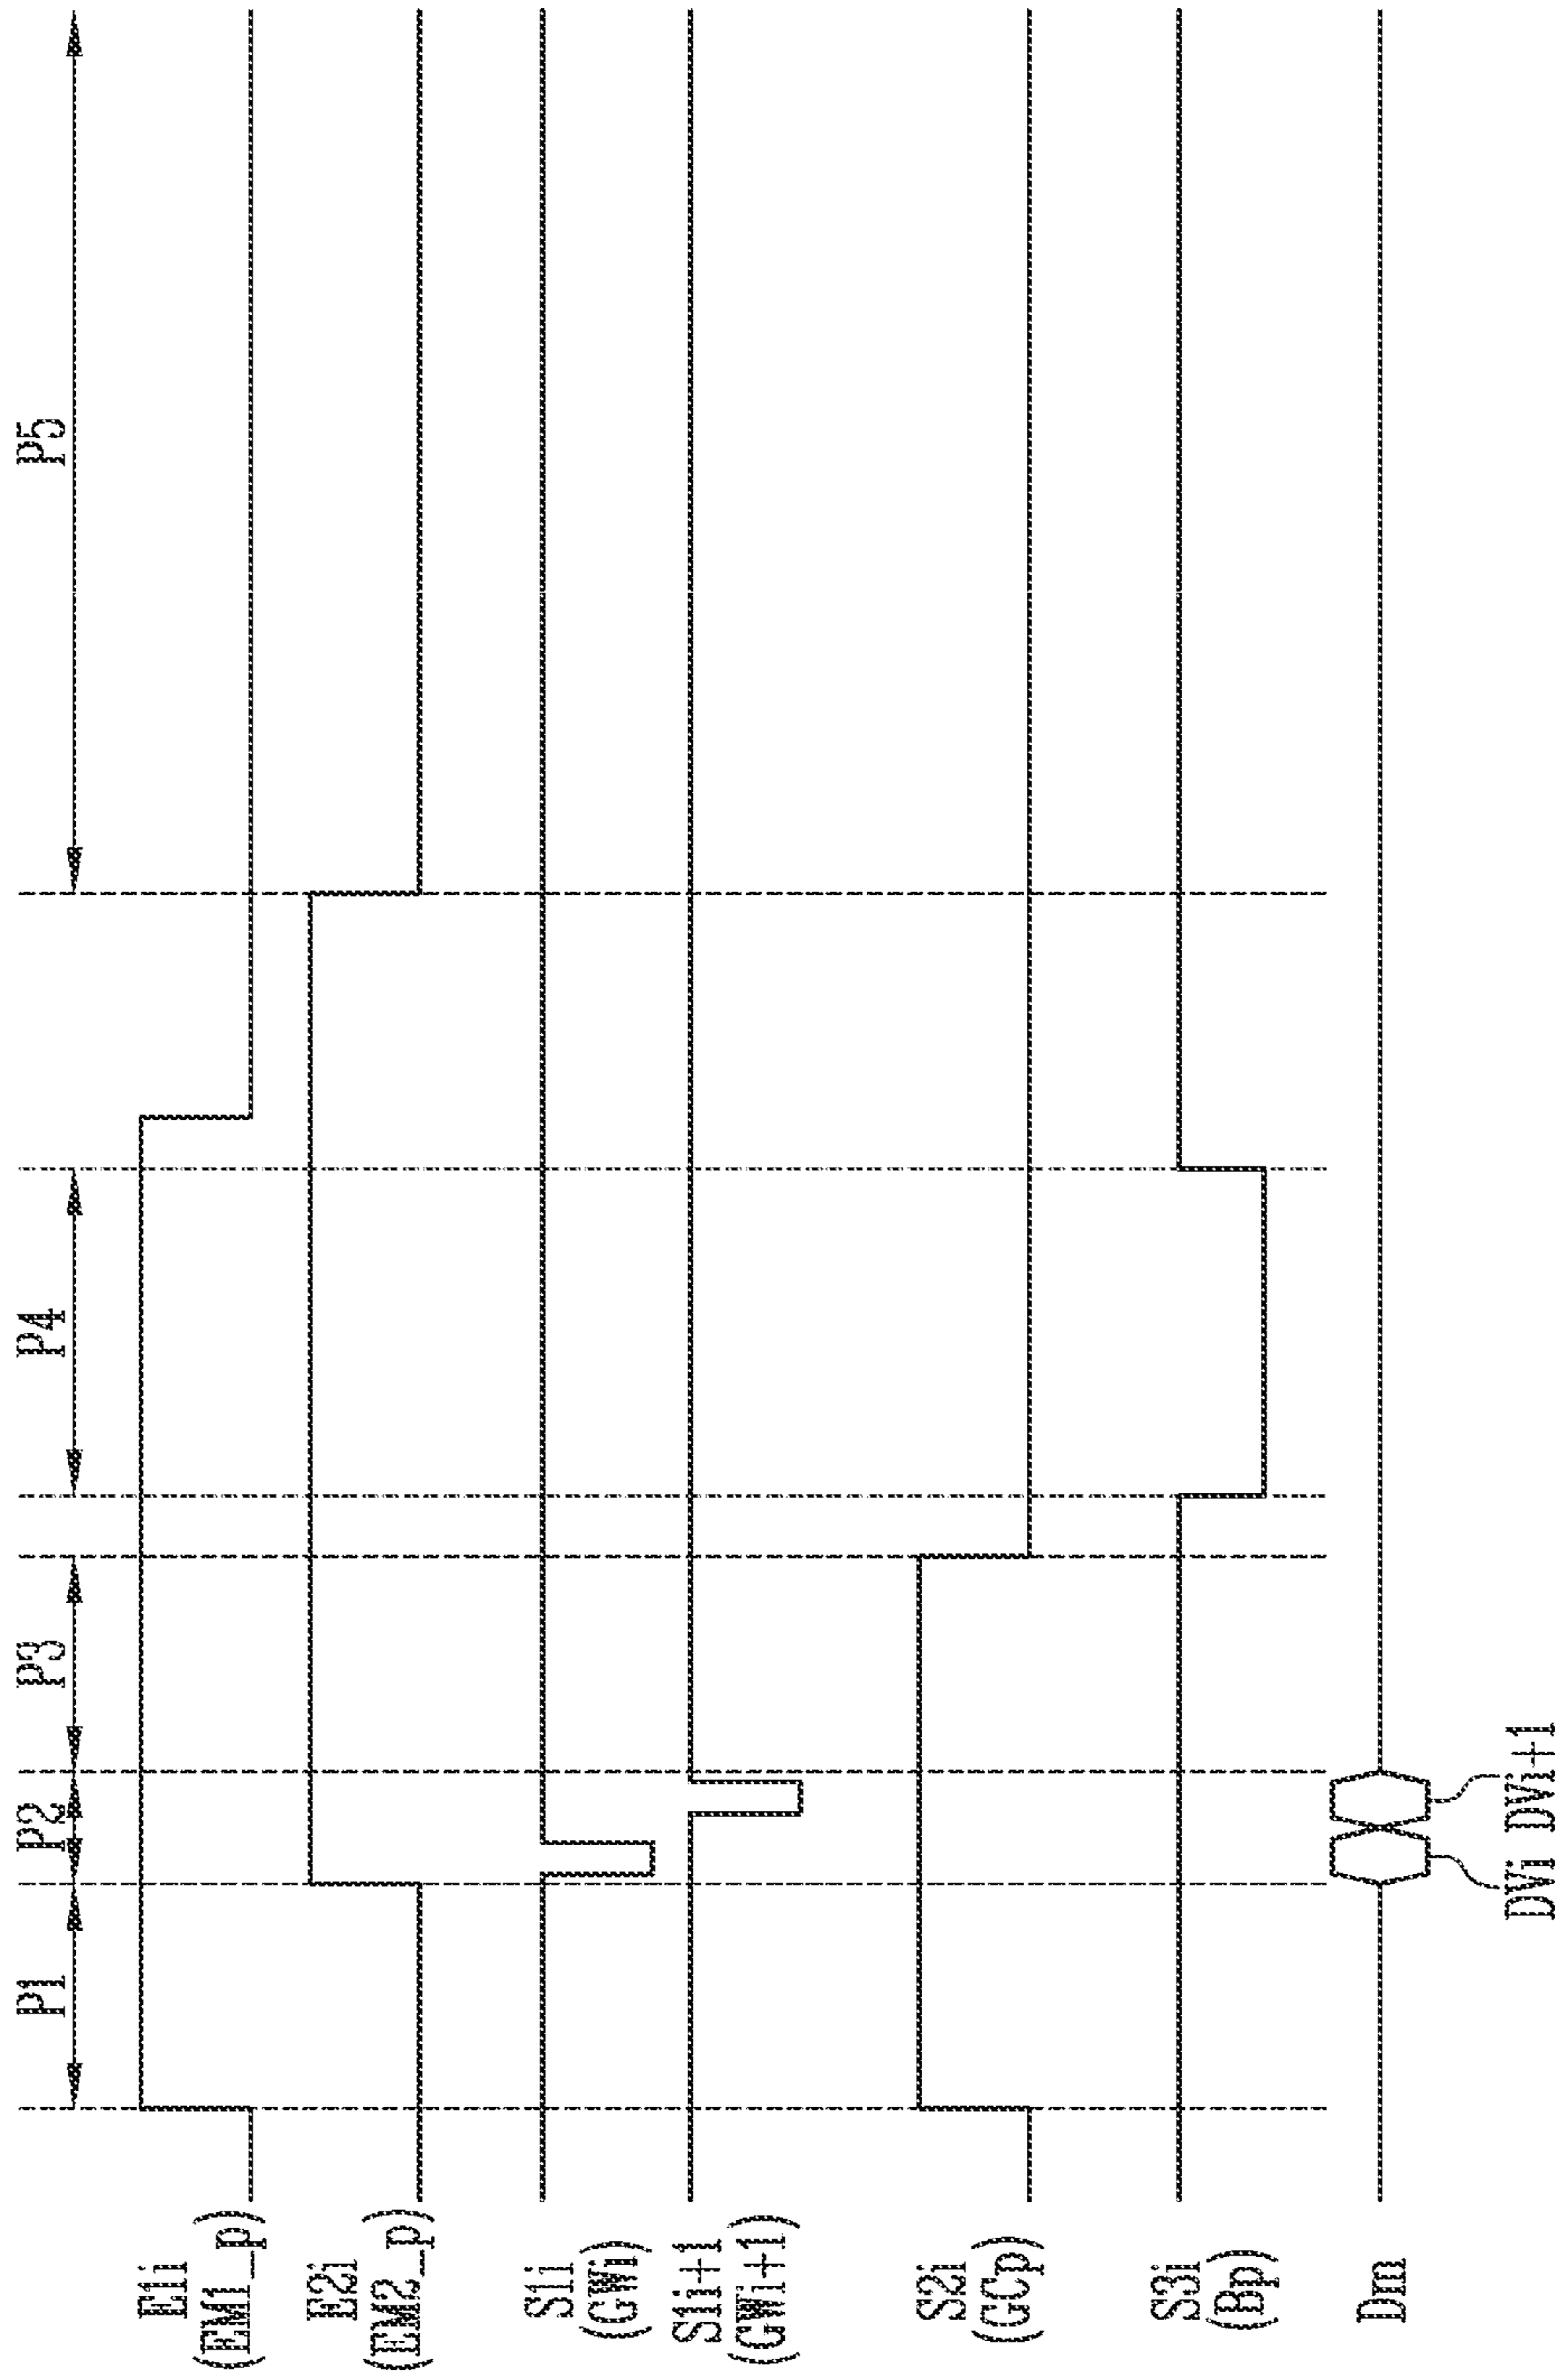 P1
P2
P3
P4
P5
E1i
(EM1_p)
E2i
(EM2_p)
S1i
(GWi)
S1i+1
(GWi+1)
S2i
(GCp)
S3i
(Bp)
Dm
DVi DVi+1